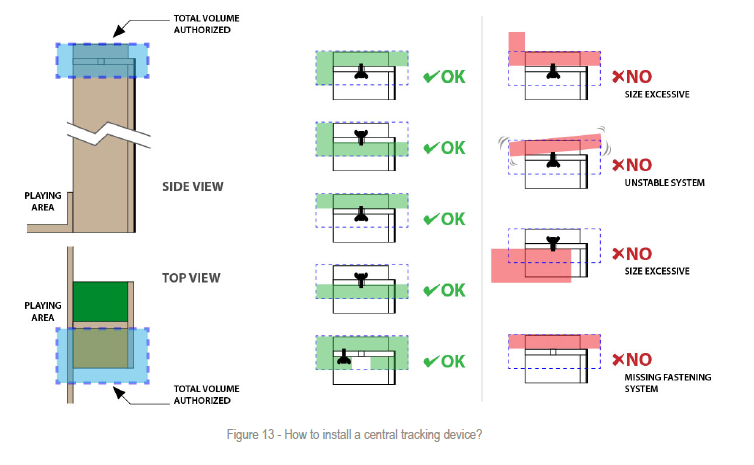 TOTAL VOLUME
AUTHORIZED
SIDE VIEW
PLAYING
AREA
TOP VIEW
PLAYING
AREA
TOTAL VOLUME
AUTHORIZED
✔OK
✔OK
✔OK
✔OK
✔OK
✘NO
SIZE EXCESSIVE
✘NO
UNSTABLE SYSTEM
✘NO
SIZE EXCESSIVE
✘NO
MISSING FASTENING
SYSTEM
Figure 13 - How to install a central tracking device?